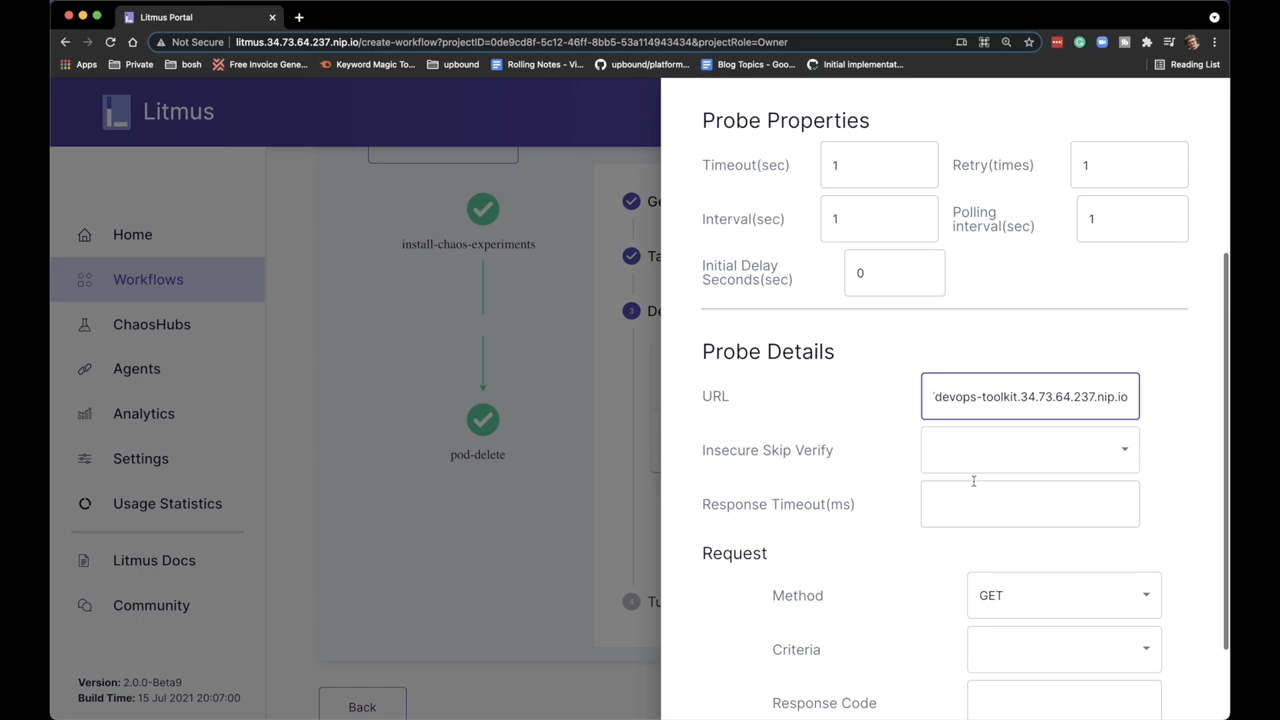 Litmus Portal
Not Secure
litmus.34.73.64.237.nip.io/create-workflow?projectID=0de9cd8f-5c12-46ff-8bb5-53a114943434&projectRole=Owner
Apps
Private
bosh
Free Invoice Gene...
Keyword Magic To...
upbound
Rolling Notes - Vi...
upbound/platform...
Blog Topics - Goo...
Initial implementat...
Reading List
Litmus
Home
Workflows
ChaosHubs
Agents
Analytics
Settings
Usage Statistics
Litmus Docs
Community
Version: 2.0.0-Beta9
Build Time: 15 Jul 2021 20:07:00
install-chaos-experiments
pod-delete
Ge
Ta
3 De
4 Tu
Back
Probe Properties
Timeout(sec) 1
Retry(times) 1
Interval(sec) 1
Polling
interval(sec) 1
Initial Delay
Seconds(sec) 0
Probe Details
URL devops-toolkit.34.73.64.237.nip.io
Insecure Skip Verify
Response Timeout(ms)
Request
Method GET
Criteria
Response Code